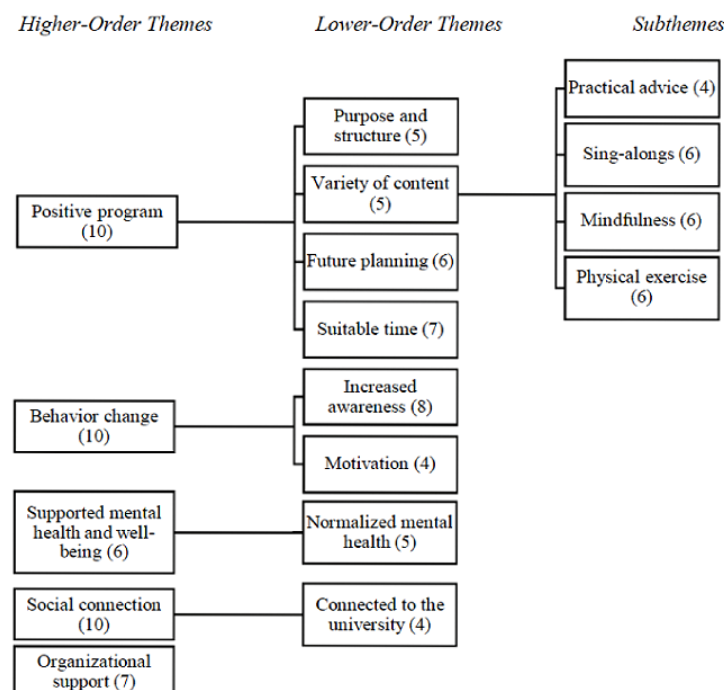 Higher-Order Themes
Lower-Order Themes
Subthemes
Positive program
(10)
Purpose and
structure (5)
Variety of content
(5)
Future planning (6)
Suitable time (7)
Practical advice (4)
Sing-alongs (6)
Mindfulness (6)
Physical exercise
(6)
Behavior change
(10)
Increased
awareness (8)
Motivation (4)
Supported mental
health and well-
being (6)
Normalized mental
health (5)
Social connection
(10)
Connected to the
university (4)
Organizational
support (7)